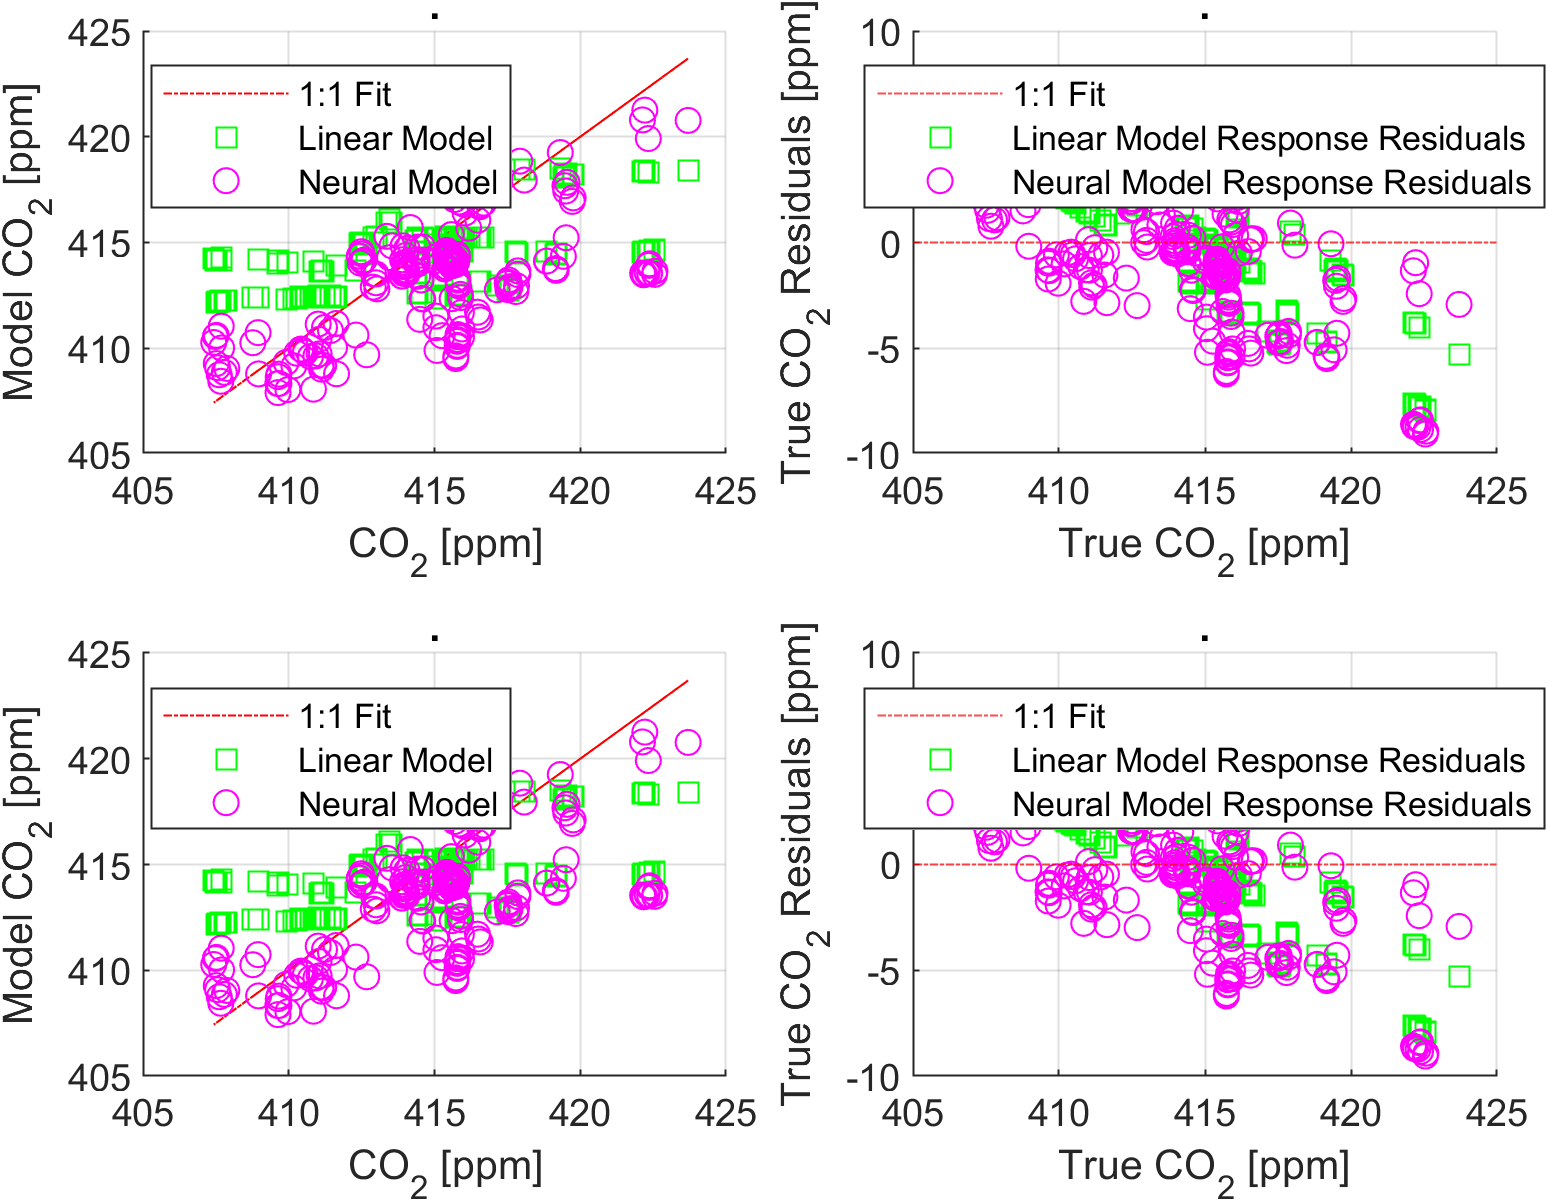 .
425
420
415
410
405
Model CO2 [ppm]
1:1 Fit
Linear Model
Neural Model
405 410 415 420 425
CO2 [ppm]
.
10
0
-5
-10
True CO2 Residuals [ppm]
1:1 Fit
Linear Model Response Residuals
Neural Model Response Residuals
405 410 415 420 425
True CO2 [ppm]
.
425
420
415
410
405
Model CO2 [ppm]
1:1 Fit
Linear Model
Neural Model
405 410 415 420 425
CO2 [ppm]
.
10
0
-5
-10
True CO2 Residuals [ppm]
1:1 Fit
Linear Model Response Residuals
Neural Model Response Residuals
405 410 415 420 425
True CO2 [ppm]